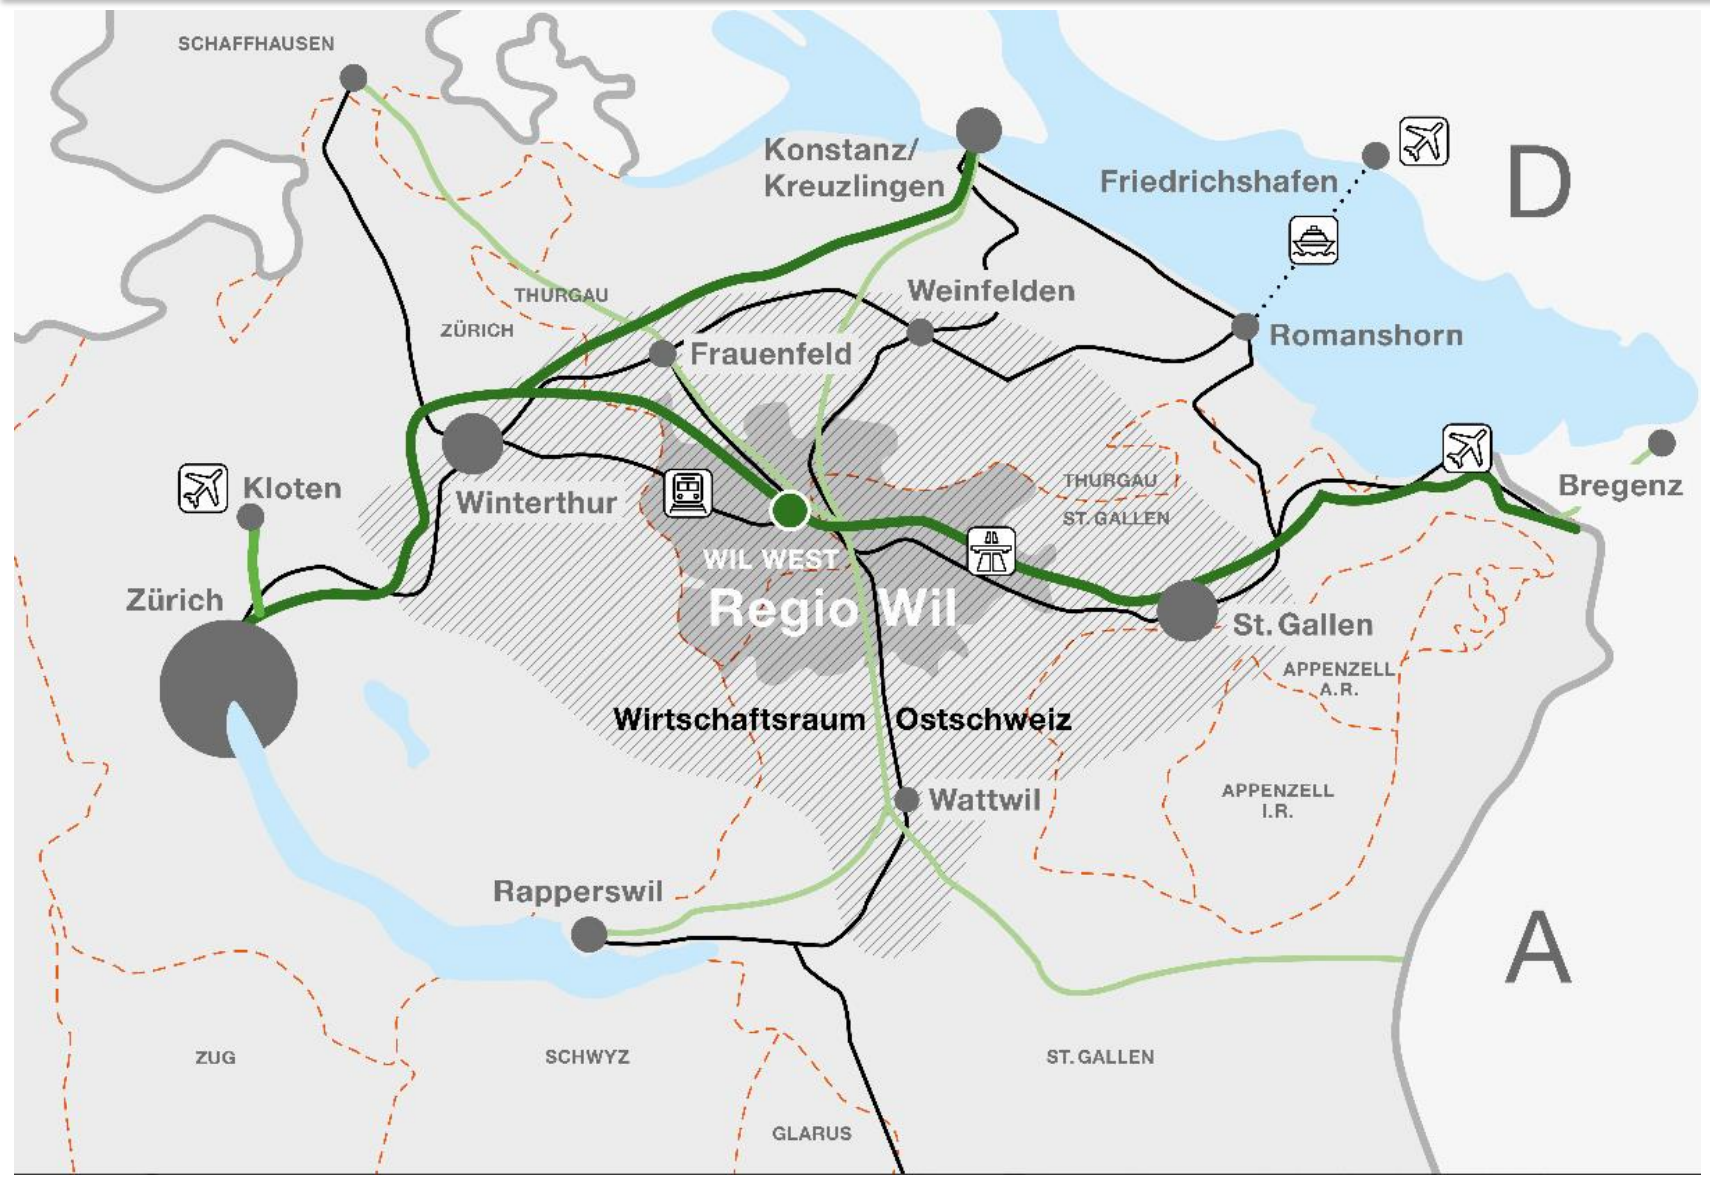 SCHAFFHAUSEN
Konstanz/
Kreuzlingen
Friedrichshafen
D
THURGAU
ZÜRICH
Weinfelden
Romanshorn
Frauenfeld
Kloten
Winterthur
THURGAU
ST. GALLEN
Bregenz
WIL WEST
Zürich
Regio Wil
St. Gallen
APPENZELL
A.R.
Wirtschaftsraum Ostschweiz
Wattwil
APPENZELL
I.R.
Rapperswil
A
ZUG
SCHWYZ
ST. GALLEN
GLARUS